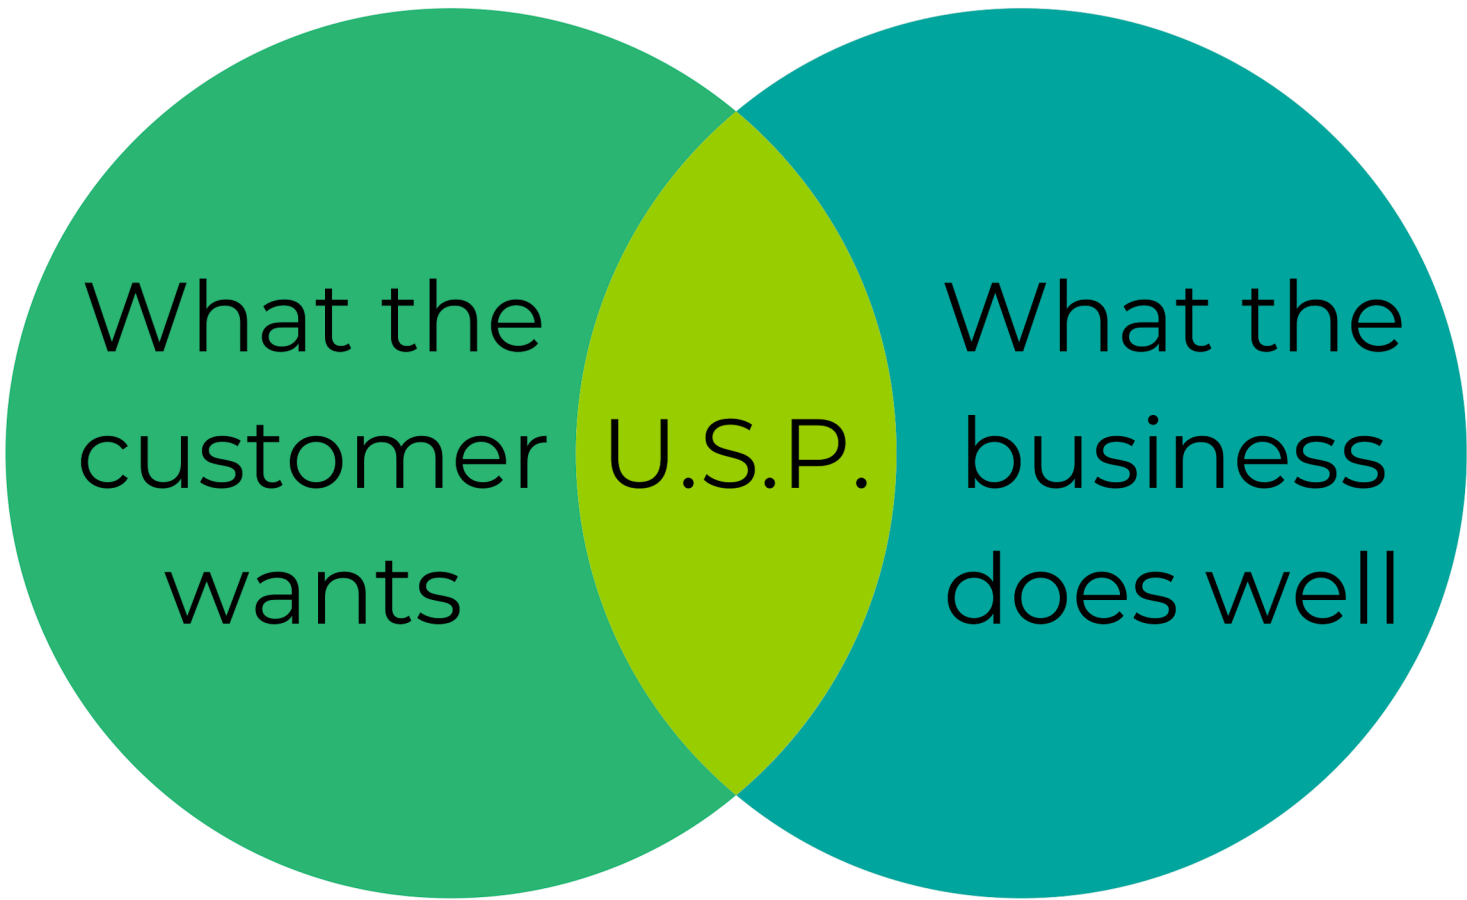 What the
customer
wants
U.S.P.
What the
business
does well